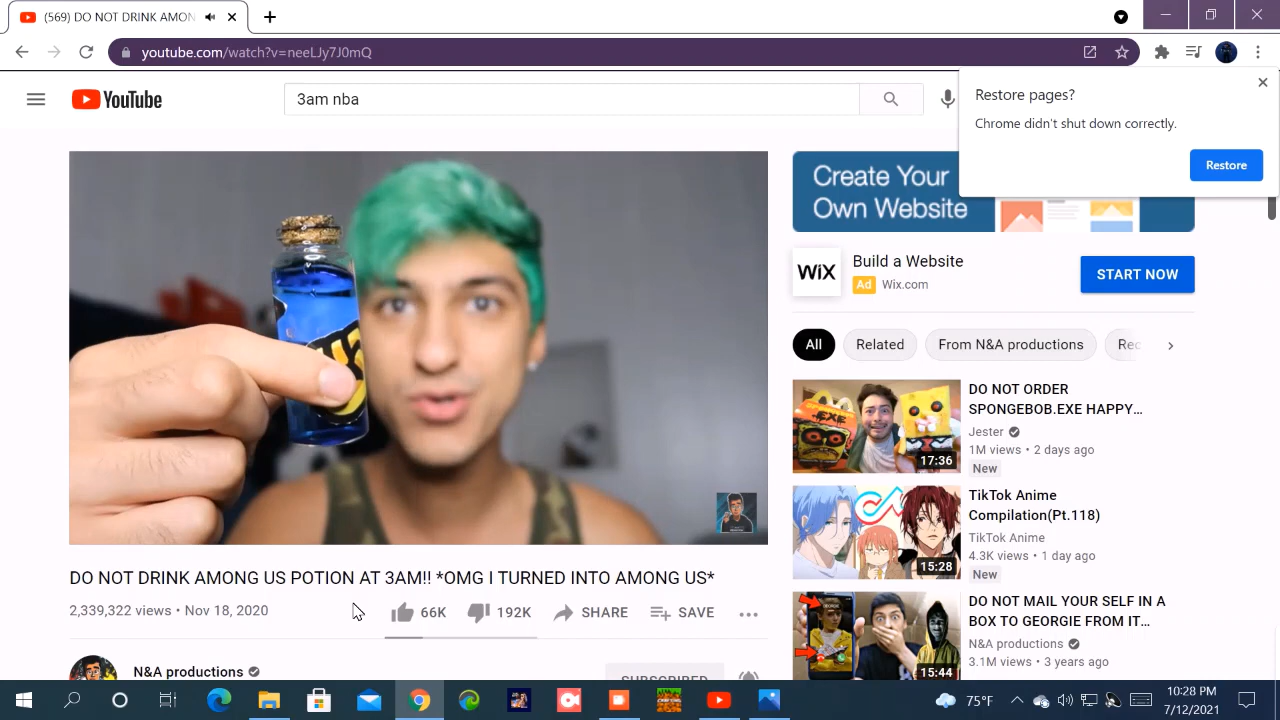 (569) DO NOT DRINK AMON
youtube.com/watch?v=neeLJy7J0mQ
Restore pages?
Chrome didn't shut down correctly.
Restore
YouTube
3am nba
Create Your
Own Website
WiX
Build a Website
Ad Wix.com
START NOW
All
Related
From N&A productions
Rec
DO NOT ORDER
SPONGEBOB.EXE HAPPY...
Jester
1M views • 2 days ago
New
17:36
TikTok Anime
Compilation(Pt.118)
TikTok Anime
4.3K views • 1 day ago
New
15:28
DO NOT MAIL YOUR SELF IN A
BOX TO GEORGIE FROM IT...
N&A productions
3.1M views • 3 years ago
15:44
DO NOT DRINK AMONG US POTION AT 3AM!! *OMG I TURNED INTO AMONG US*
2,339,322 views • Nov 18, 2020
66K
192K
SHARE
SAVE
N&A productions
SUBSCRIBED
75°F
10:28 PM
7/12/2021